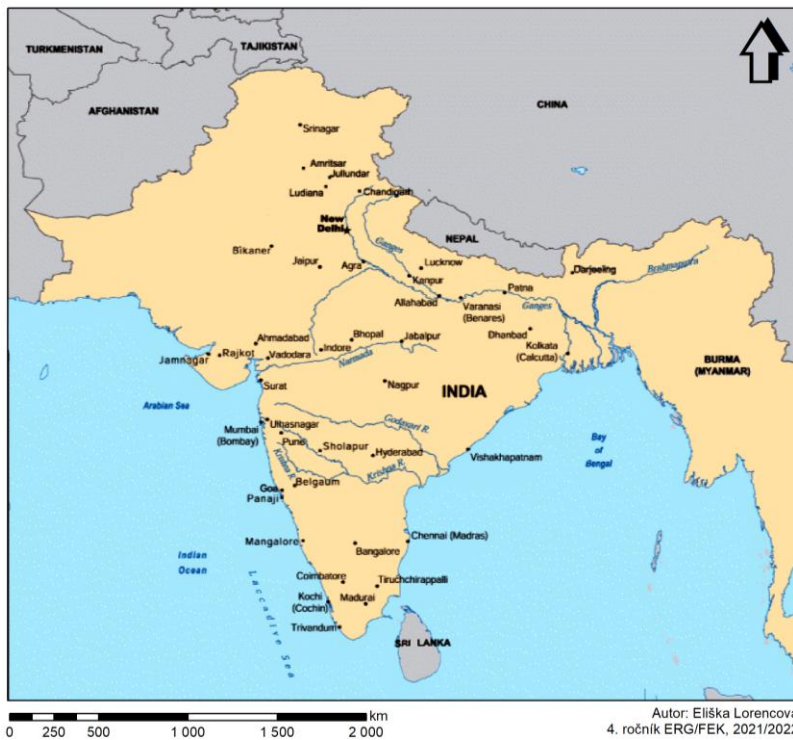 TURKMENISTAN
TAJIKISTAN
AFGHANISTAN
CHINA
Srinagar
Amritsar
Jullundar
Ludiana
Chandigarh
New
Delhi
NEPAL
Bikaner
Jaipur
Agra
Ganges
Lucknow
Kanpur
Darjeeling
Brahmaputra
Allahabad
Varanasi
(Benares)
Patna
Ganges
Ahmadabad
Bhopal
Jabalpur
Dhanbad
Kolkata
(Calcutta)
Jamnagar
Rajkot
Vadodara
Indore
Narmada
BURMA
(MYANMAR)
Surat
Nagpur
INDIA
Arabian Sea
Mumbai
(Bombay)
Ulhasnagar
Pune
Godavari R.
Sholapur
Hyderabad
Vishakhapatnam
Bay
of
Bengal
Krishna R.
Krishna R.
Belgaum
Goa
Panaji
Mangalore
Bangalore
Chennai (Madras)
Indian
Ocean
Laccadive Sea
Coimbatore
Tiruchchirappalli
Kochi
(Cochin)
Madurai
Trivandum
SRI LANKA
km
0 250 500 1 000 1 500 2 000
Autor: Eliška Lorencova
4. ročník ERG/FEK, 2021/2022